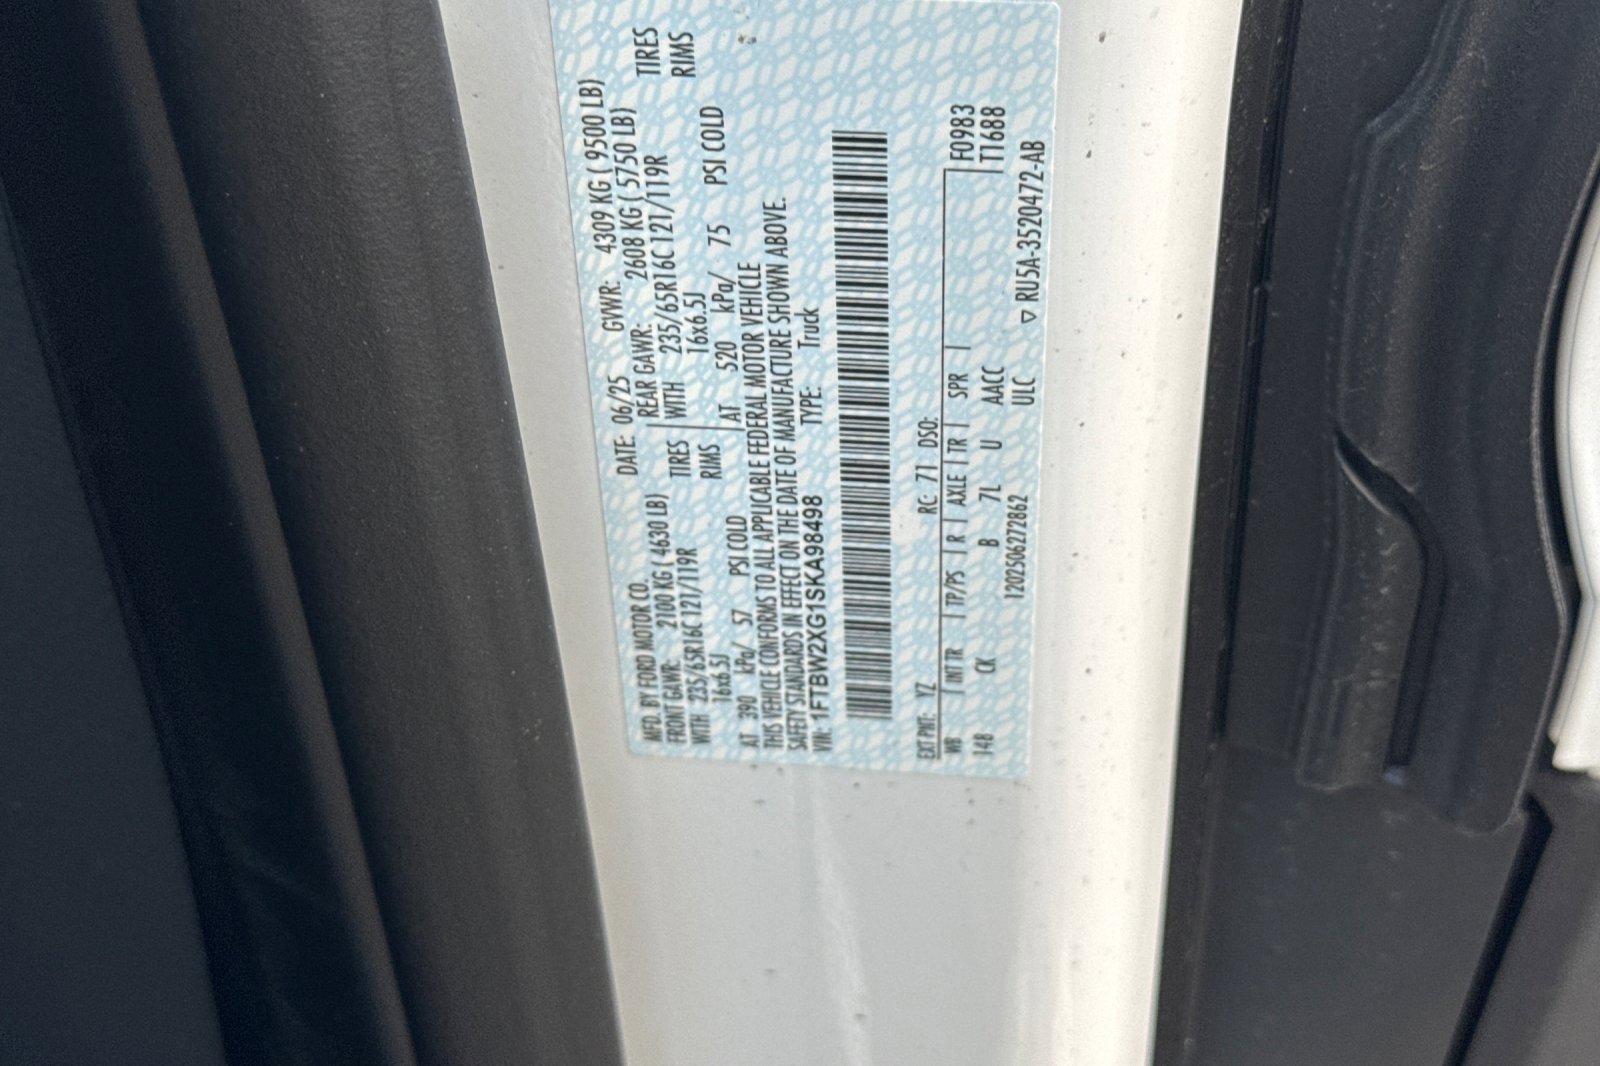 MFD. BY FORD MOTOR CO.
DATE: 06/25 GVWR: 4309 KG ( 9500 LB)
FRONT GAWR: 2100 KG ( 4630 LB) REAR GAWR: 2608 KG ( 5750 LB)
WITH 235/65R16C 121/119R TIRES WITH 235/65R16C 121/119R TIRES
16x6.5J RIMS 16x6.5J RIMS
AT 390 kPa/ 57 PSI COLD AT 520 kPa/ 75 PSI COLD
THIS VEHICLE CONFORMS TO ALL APPLICABLE FEDERAL MOTOR VEHICLE
SAFETY STANDARDS IN EFFECT ON THE DATE OF MANUFACTURE SHOWN ABOVE.
VIN: 1FTBW2XG1SKA98498 TYPE: Truck
EXT PNT: YZ RC: 71 DSO:
WB INT TR TP/PS R AXLE TR SPR F0983
148 CK B 7L U AACC T1688
1202506272862 ULC ▽ RU5A-3520472-AB